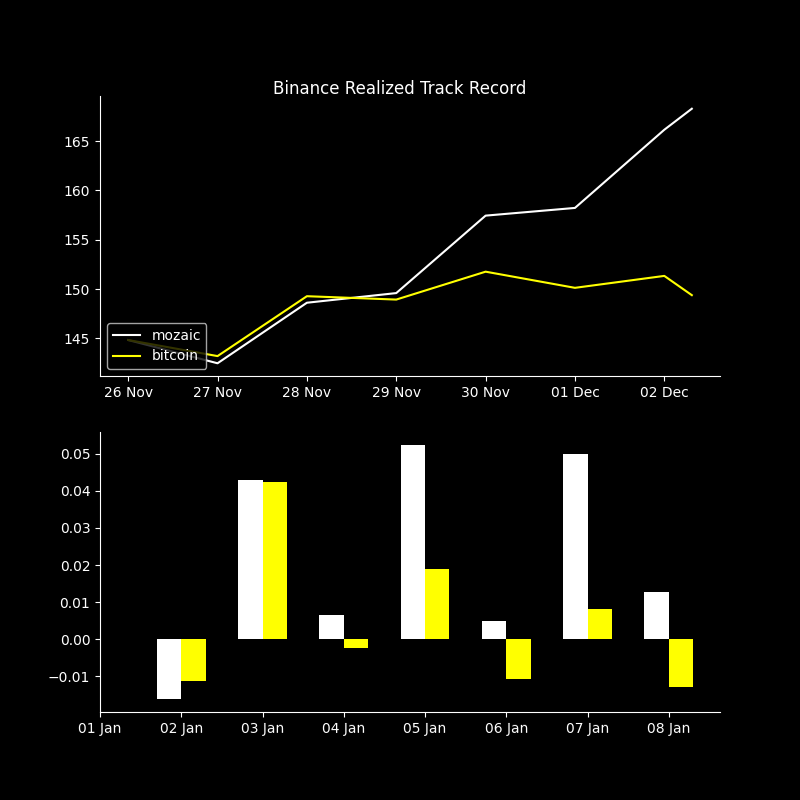 Binance Realized Track Record
165
160
155
150
145
mozaic
bitcoin
26 Nov 27 Nov 28 Nov 29 Nov 30 Nov 01 Dec 02 Dec
0.05
0.04
0.03
0.02
0.01
0.00
−0.01
01 Jan 02 Jan 03 Jan 04 Jan 05 Jan 06 Jan 07 Jan 08 Jan